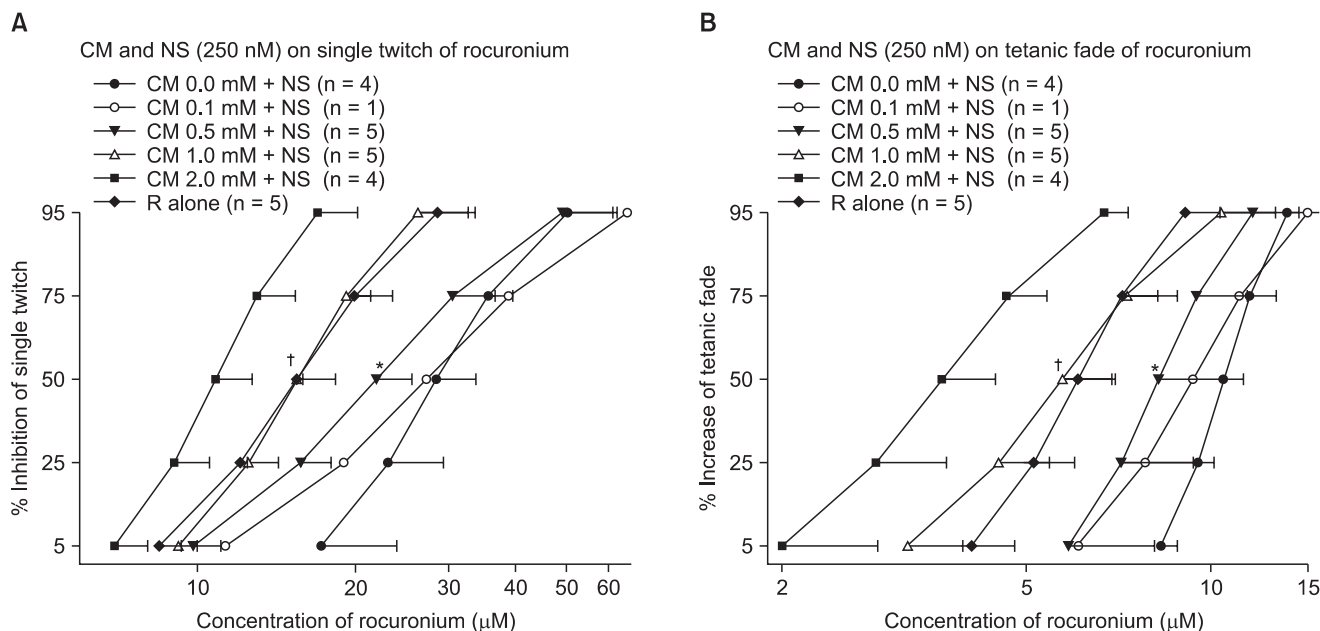 A
CM and NS (250 nM) on single twitch of rocuronium
CM 0.0 mM + NS (n = 4)
CM 0.1 mM + NS (n = 1)
CM 0.5 mM + NS (n = 5)
CM 1.0 mM + NS (n = 5)
CM 2.0 mM + NS (n = 4)
R alone (n = 5)
% Inhibition of single twitch
95
75
50
25
5
†
*
10
20
30
40
50
60
Concentration of rocuronium (μM)
B
CM and NS (250 nM) on tetanic fade of rocuronium
CM 0.0 mM + NS (n = 4)
CM 0.1 mM + NS (n = 1)
CM 0.5 mM + NS (n = 5)
CM 1.0 mM + NS (n = 5)
CM 2.0 mM + NS (n = 4)
R alone (n = 5)
% Increase of tetanic fade
95
75
50
25
5
†
*
2
5
10
15
Concentration of rocuronium (μM)